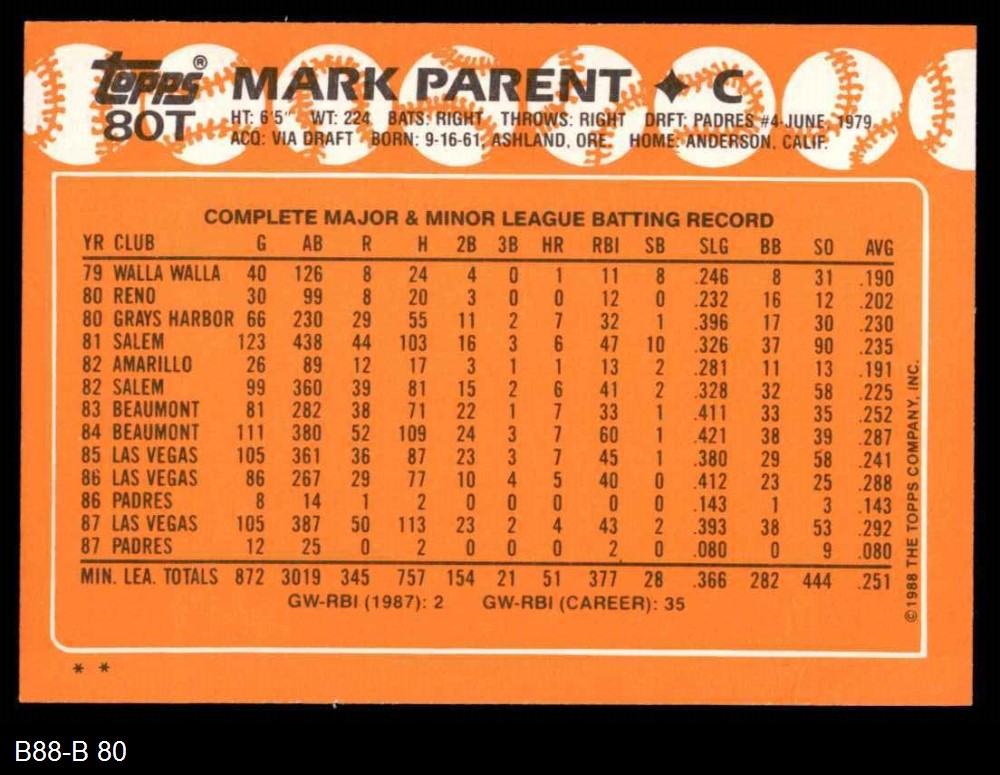 Topps® MARK PARENT ✦ C
80T HT: 6'5" WT: 224 BATS: RIGHT THROWS: RIGHT DRFT: PADRES #4-JUNE, 1979
ACQ: VIA DRAFT BORN: 9-16-61, ASHLAND, ORE. HOME: ANDERSON, CALIF.
COMPLETE MAJOR & MINOR LEAGUE BATTING RECORD
YR CLUB G AB R H 2B 3B HR RBI SB SLG BB SO AVG
79 WALLA WALLA 40 126 8 24 4 0 1 11 8 .246 8 31 .190
80 RENO 30 99 8 20 3 0 0 12 0 .232 16 12 .202
80 GRAYS HARBOR 66 230 29 55 11 2 7 32 1 .396 17 30 .230
81 SALEM 123 438 44 103 16 3 6 47 10 .326 37 90 .235
82 AMARILLO 26 89 12 17 3 1 1 13 2 .281 11 13 .191
82 SALEM 99 360 39 81 15 2 6 41 2 .328 32 58 .225
83 BEAUMONT 81 282 38 71 22 1 7 33 1 .411 33 35 .252
84 BEAUMONT 111 380 52 109 24 3 7 60 1 .421 38 39 .287
85 LAS VEGAS 105 361 36 87 23 3 7 45 1 .380 29 58 .241
86 LAS VEGAS 86 267 29 77 10 4 5 40 0 .412 23 25 .288
86 PADRES 8 14 1 2 0 0 0 0 0 .143 1 3 .143
87 LAS VEGAS 105 387 50 113 23 2 4 43 2 .393 38 53 .292
87 PADRES 12 25 0 2 0 0 0 2 0 .080 0 9 .080
MIN. LEA. TOTALS 872 3019 345 757 154 21 51 377 28 .366 282 444 .251
GW-RBI (1987): 2 GW-RBI (CAREER): 35
©1988 THE TOPPS COMPANY, INC.
* *
B88-B 80